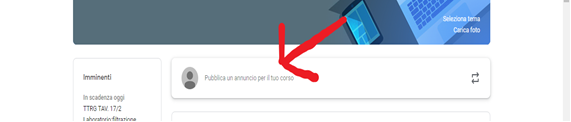 Seleziona tema
Carica foto
Imminenti
Pubblica un annuncio per il tuo corso
In scadenza oggi
TTRG TAV. 17/2
Laboratorio:filtrazione